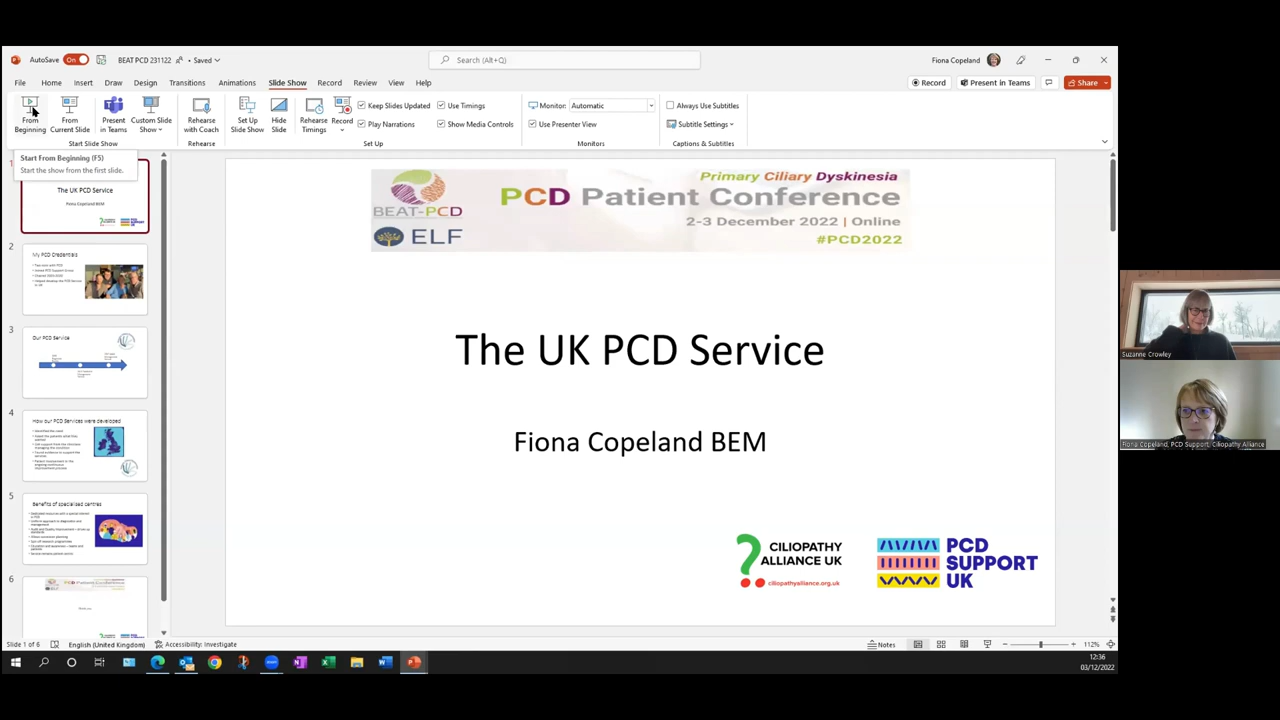 AutoSave On BEAT PCD 231122 • Saved Search (Alt+Q) Fiona Copeland
File Home Insert Draw Design Transitions Animations Slide Show Record Review View Help Record Present in Teams Share
From Beginning
From Current Slide
Present in Teams
Custom Slide Show
Rehearse with Coach
Set Up Slide Show
Hide Slide
Rehearse Timings
Record
Keep Slides Updated
Play Narrations
Use Timings
Show Media Controls
Monitor: Automatic
Use Presenter View
Always Use Subtitles
Subtitle Settings
Start Slide Show Rehearse Set Up Monitors Captions & Subtitles
Start From Beginning (F5)
Start the show from the first slide.
1
The UK PCD Service
Fiona Copeland BEM
2
My PCD Credentials
3
Our PCD Service
4
How our PCD Services were developed
5
Benefits of specialised centres
6
BEAT-PCD
ELF
Primary Ciliary Dyskinesia
PCD Patient Conference
2-3 December 2022 | Online
#PCD2022
The UK PCD Service
Fiona Copeland BEM
CILIOPATHY
ALLIANCE UK
ciliopathyalliance.org.uk
PCD
SUPPORT
UK
Suzanne Crowley
Fiona Copeland, PCD Support, Ciliopathy Alliance
Slide 1 of 6 English (United Kingdom) Accessibility: Investigate Notes 112%
12:36
03/12/2022